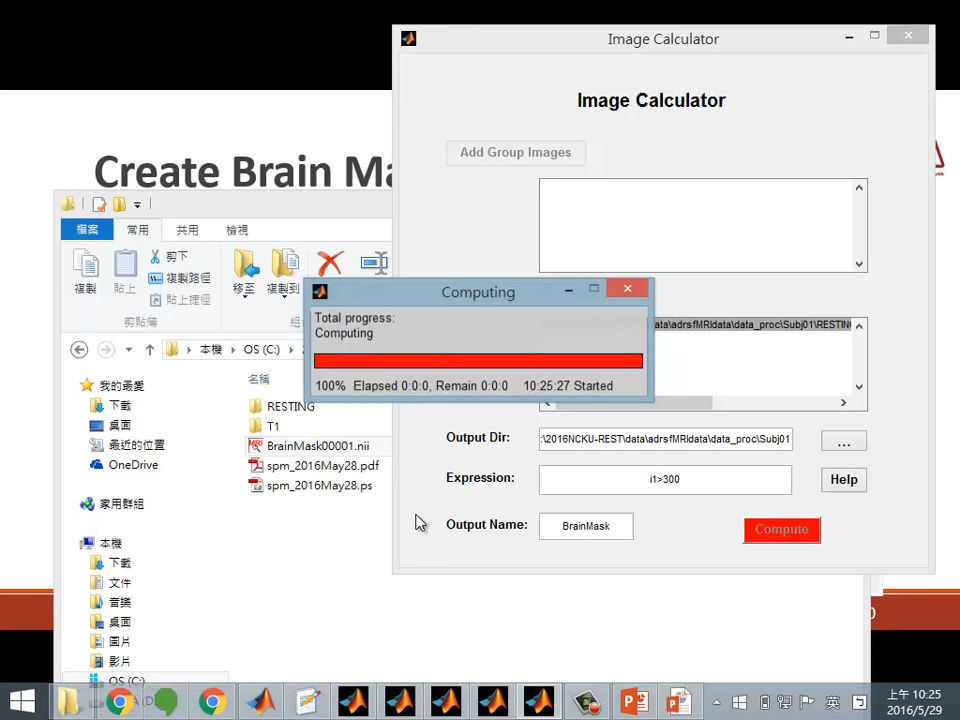 Image Calculator
Image Calculator
Add Group Images
Create Brain Ma
檔案
常用
共用
檢視
複製
貼上
剪下
複製路徑
貼上捷徑
移至
複製到
剪貼簿
Computing
Total progress:
Computing
100% Elapsed 0:0:0, Remain 0:0:0 10:25:27 Started
ata\adrsfMRIdata\data_proc\Subj01\RESTIN
本機
OS (C:)
名稱
我的最愛
下載
桌面
最近的位置
OneDrive
家用群組
本機
下載
文件
音樂
桌面
圖片
影片
OS (C:)
RESTING
T1
BrainMask00001.nii
spm_2016May28.pdf
spm_2016May28.ps
Output Dir:
:\2016NCKU-REST\data\adrsfMRIdata\data_proc\Subj01
...
Expression:
i1>300
Help
Output Name:
BrainMask
Compute
英
上午 10:25
2016/5/29